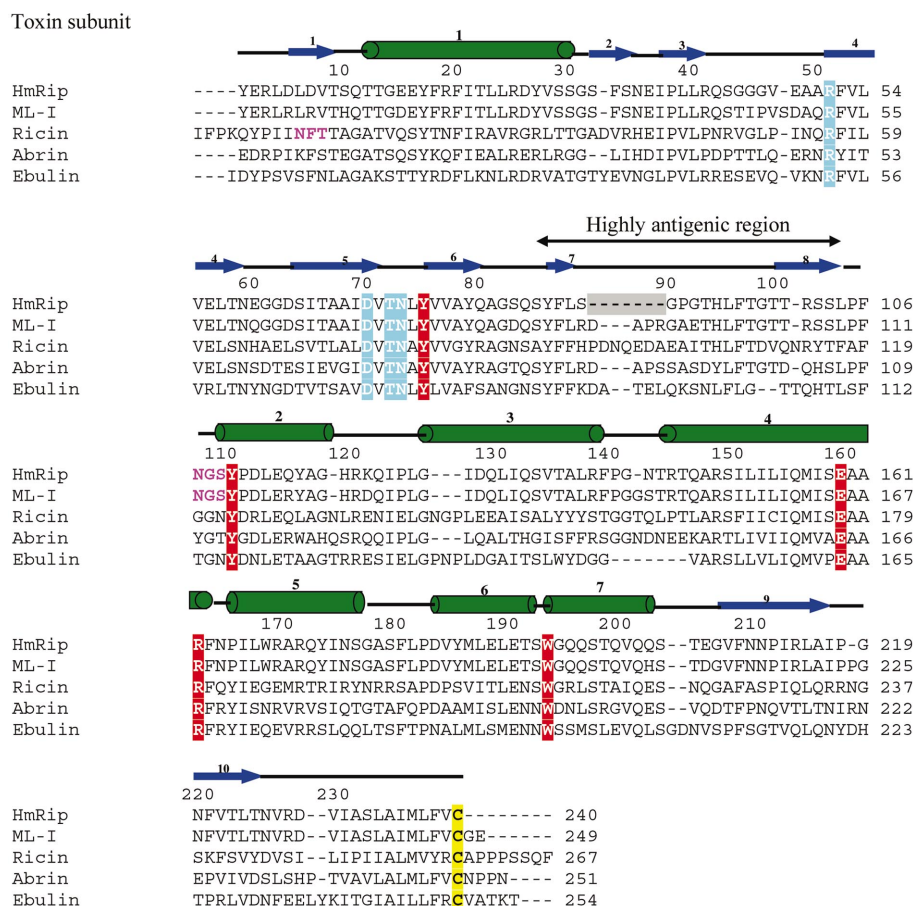 Toxin subunit
1 1 2 3 4
10 20 30 40 50
HmRip ----YERLDLDVTSQTTGEEYFRFITLLRDYVSSGS-FSNEIPLLRQSGGGV-EAARFVL 54
ML-I ----YERLRLRVTHQTTGDEYFRFITLLRDYVSSGS-FSNEIPLLRQSTIPVSDAQRFVL 55
Ricin IFPKQYPIINFTTAGATVQSYTNFIRAVRGRLTTGADVRHEIPVLPNRVGLP-INQRFIL 59
Abrin ----EDRPIKFSTEGATSQSYKQFIEALRERLRGG--LIHDIPVLPDPTTLQ-ERNRYIT 53
Ebulin ---IDYPSVSFNLAGAKSTTYRDFLKNLRDRVATGTYEVNGLPVLRRESEVQ-VKNRFVL 56
Highly antigenic region
4 5 6 7 8
60 70 80 90 100
HmRip VELTNEGGDSITAAIDVTNLYVVAYQAGSQSYFLS------GPGTHLFTGTT-RSSLPF 106
ML-I VELTNQGGDSITAAIDVTNLYVVAYQAGDQSYFLRD---APRGAETHLFTGTT-RSSLPF 111
Ricin VELSNHAELSVTLALDVTNAYVVGYRAGNSAYFFHPDNQEDAEAITHLFTDVQNRYTFAF 119
Abrin VELSNSDTESIEVGIDVTNAYVVAYRAGTQSYFLRD---APSSASDYLFTGTD-QHSLPF 109
Ebulin VRLTNYNGDTVTSAVDVTNLYLVAFSANGNSYFFKDA--TELQKSNLFLG--TTQHTLSF 112
2 3 4
110 120 130 140 150 160
HmRip NGSYPDLEQYAG-HRKQIPLG---IDQLIQSVTALRFPG-NTRTQARSILILIQMISEAA 161
ML-I NGSYPDLERYAG-HRDQIPLG---IDQLIQSVTALRFPGGSTRTQARSILILIQMISEAA 167
Ricin GGNYDRLEQLAGNLRENIELGNGPLEEAISALYYYSTGGTQLPTLARSFIICIQMISEAA 179
Abrin YGTYGDLERWAHQSRQQIPLG---LQALTHGISFFRSGGNDNEEKARTLIVIIQMVAEAA 166
Ebulin TGNYDNLETAAGTRRESIELGPNPLDGAITSLWYDGG-------VARSLLVLIQMVPEAA 165
5 6 7 9
170 180 190 200 210
HmRip RFNPILWRARQYINSGASFLPDVYMLELETSWGQQSTQVQQS--TEGVFNNPIRLAIP-G 219
ML-I RFNPILWRARQYINSGASFLPDVYMLELETSWGQQSTQVQHS--TDGVFNNPIRLAIPPG 225
Ricin RFQYIEGEMRTRIRYNRRSAPDPSVITLENSWGRLSTAIQES--NQGAFASPIQLQRRNG 237
Abrin RFRYISNRVRVSIQTGTAFQPDAAMISLENNWDNLSRGVQES--VQDTFPNQVTLTNIRN 222
Ebulin RFRYIEQEVRRSLQQLTSFTPNALMLSMENNWSSMSLEVQLSGDNVSPFSGTVQLQNYDH 223
10
220 230
HmRip NFVTLTNVRD--VIASLAIMLFVC-------- 240
ML-I NFVTLTNVRD--VIASLAIMLFVCGE------ 249
Ricin SKFSVYDVSI--LIPIIALMVYRCAPPPSSQF 267
Abrin EPVIVDSLSHP-TVAVLALMLFVCNPPN---- 251
Ebulin TPRLVDNFEELYKITGIAILLFRCVATKT--- 254